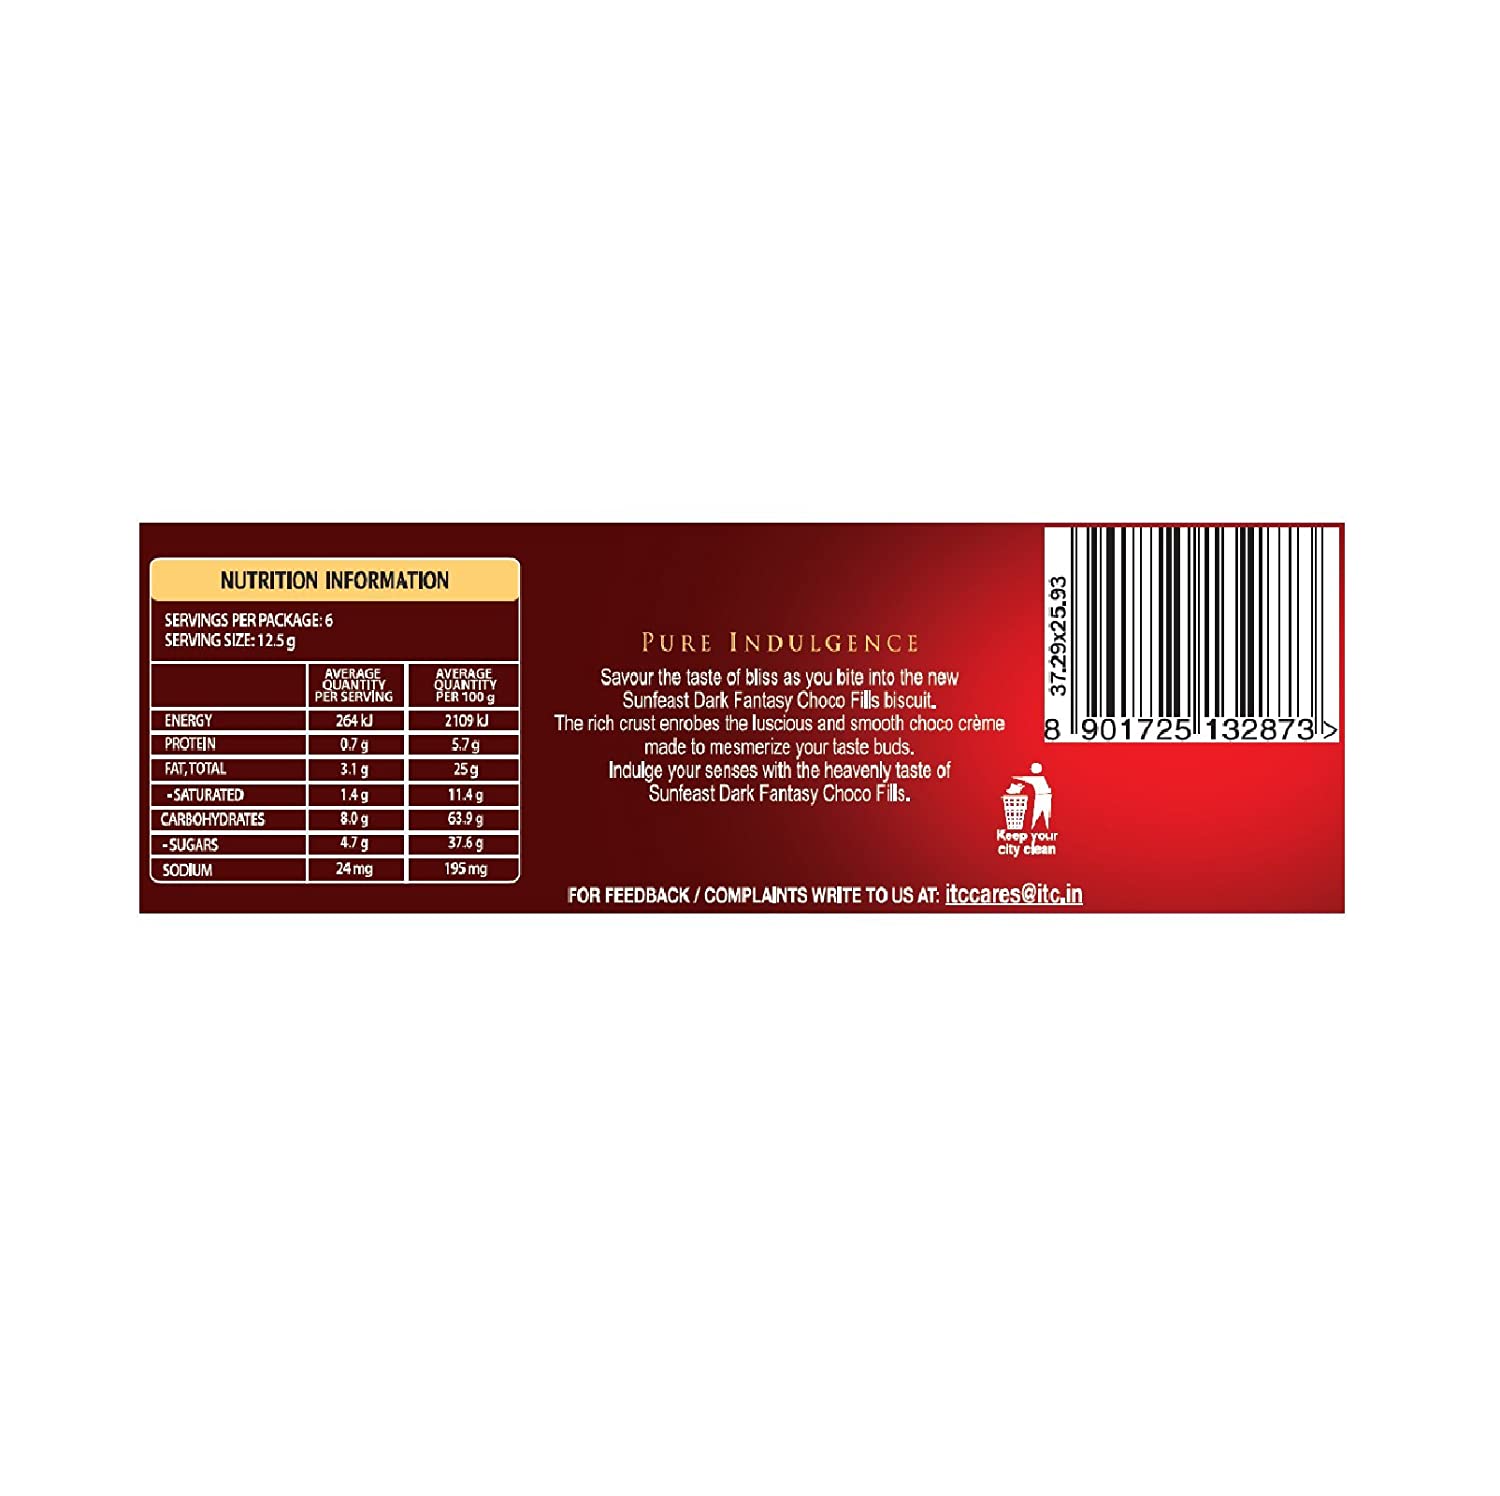 NUTRITION INFORMATION
SERVINGS PER PACKAGE: 6
SERVING SIZE: 12.5 g
AVERAGE QUANTITY PER SERVING AVERAGE QUANTITY PER 100 g
ENERGY 264 kJ 2109 kJ
PROTEIN 0.7 g 5.7 g
FAT, TOTAL 3.1 g 25 g
-SATURATED 1.4 g 11.4 g
CARBOHYDRATES 8.0 g 63.9 g
-SUGARS 4.7 g 37.6 g
SODIUM 24 mg 195 mg
PURE INDULGENCE
Savour the taste of bliss as you bite into the new
Sunfeast Dark Fantasy Choco Fills biscuit.
The rich crust enrobes the luscious and smooth choco crème
made to mesmerize your taste buds.
Indulge your senses with the heavenly taste of
Sunfeast Dark Fantasy Choco Fills.
FOR FEEDBACK / COMPLAINTS WRITE TO US AT: itccares@itc.in
37.29x25.93
8 901725 132873 >
Keep your
city clean